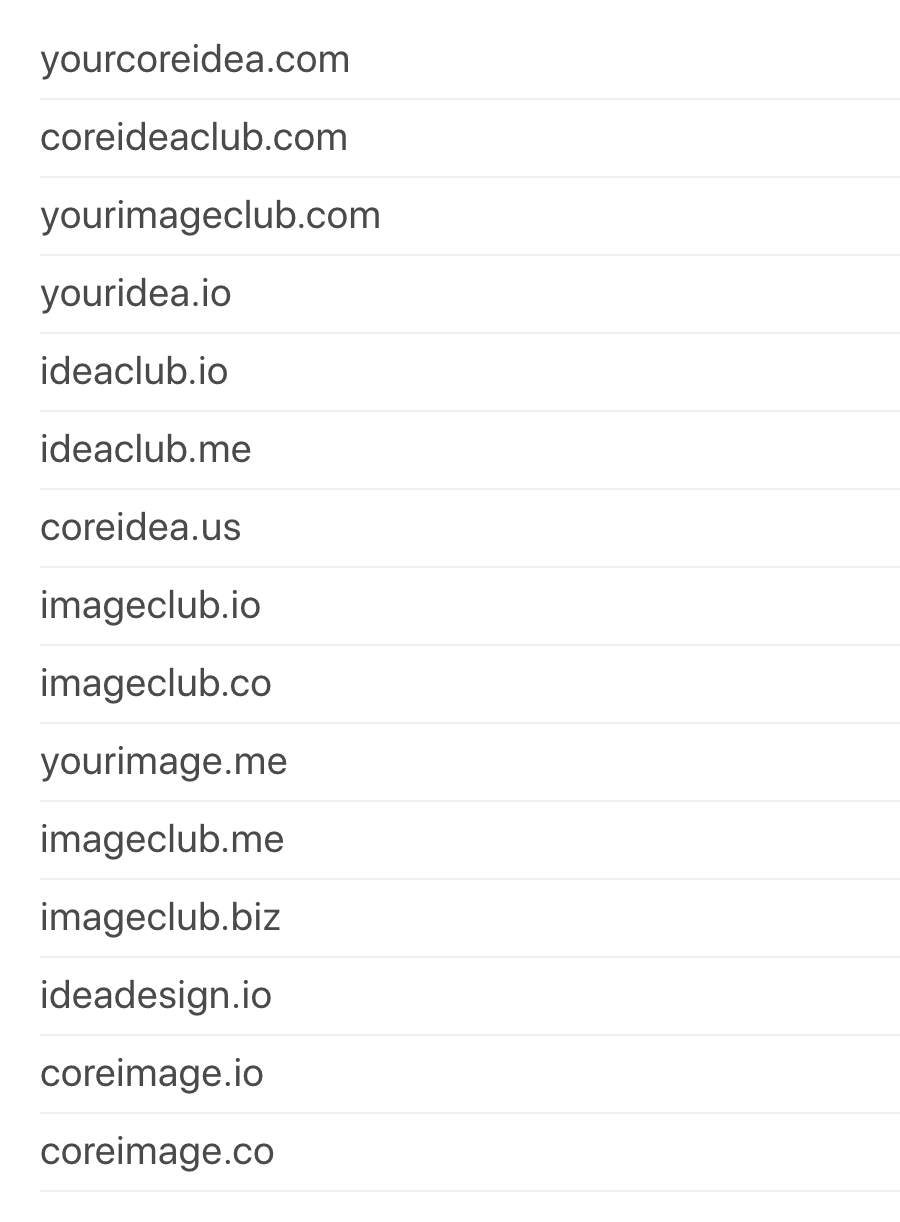 yourcoreidea.com
coreideaclub.com
yourimageclub.com
youridea.io
ideaclub.io
ideaclub.me
coreidea.us
imageclub.io
imageclub.co
yourimage.me
imageclub.me
imageclub.biz
ideadesign.io
coreimage.io
coreimage.co